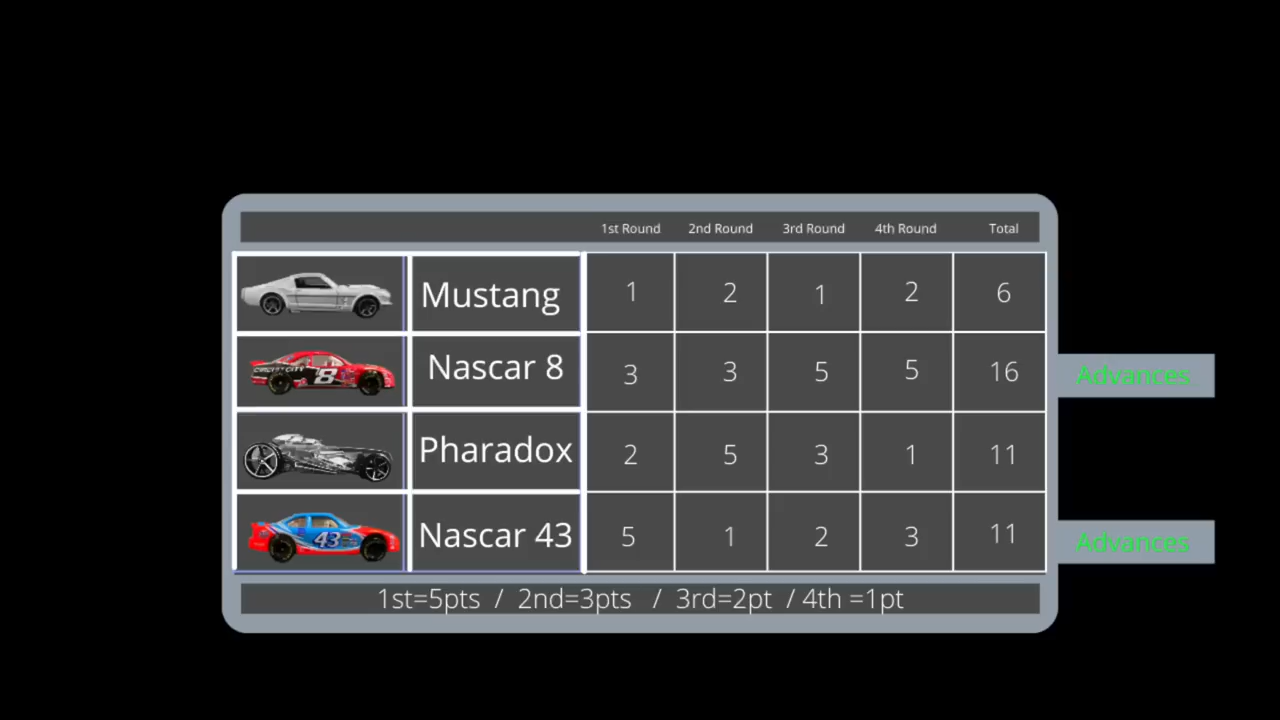 1st Round 2nd Round 3rd Round 4th Round Total
Mustang 1 2 1 2 6
8 Nascar 8 3 3 5 5 16 Advances
Pharadox 2 5 3 1 11
43 Nascar 43 5 1 2 3 11 Advances
1st=5pts / 2nd=3pts / 3rd=2pt / 4th =1pt